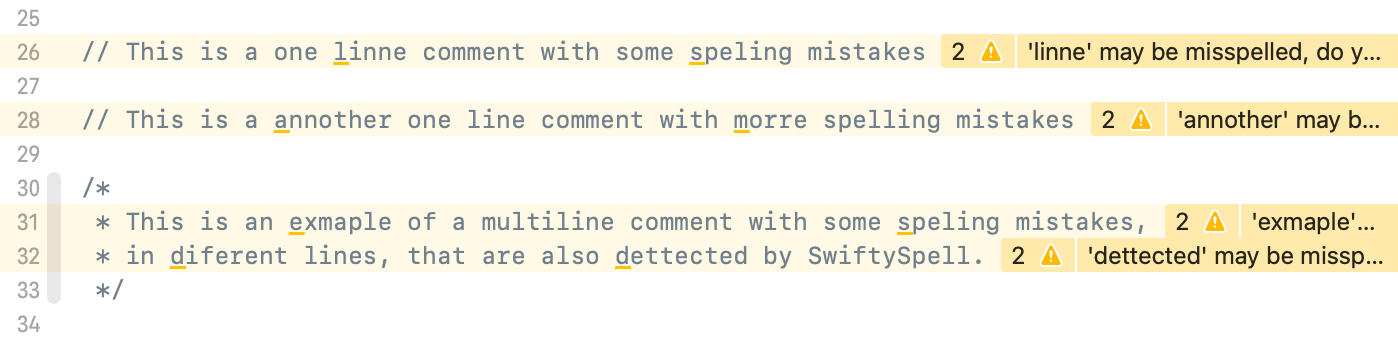 25
26 // This is a one linne comment with some speling mistakes 2 'linne' may be misspelled, do y...
27
28 // This is a annother one line comment with morre spelling mistakes 2 'annother' may b...
29
30 /*
31 * This is an exmaple of a multiline comment with some speling mistakes, 2 'exmaple'...
32 * in diferent lines, that are also dettected by SwiftySpell. 2 'dettected' may be missp...
33 */
34